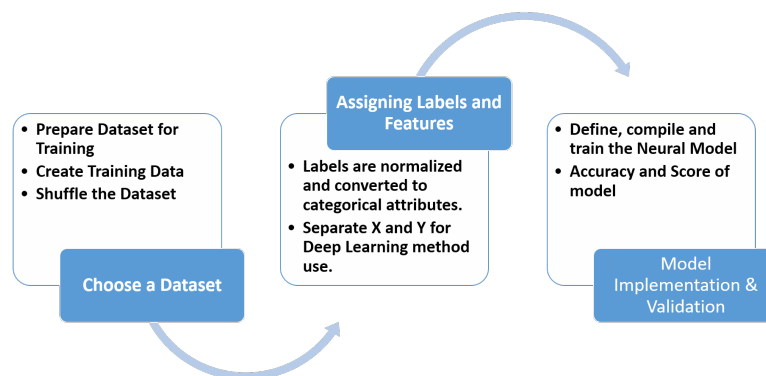 • Prepare Dataset for
Training
• Create Training Data
• Shuffle the Dataset
Choose a Dataset
Assigning Labels and
Features
• Labels are normalized
and converted to
categorical attributes.
• Separate X and Y for
Deep Learning method
use.
• Define, compile and
train the Neural Model
• Accuracy and Score of
model
Model
Implementation &
Validation